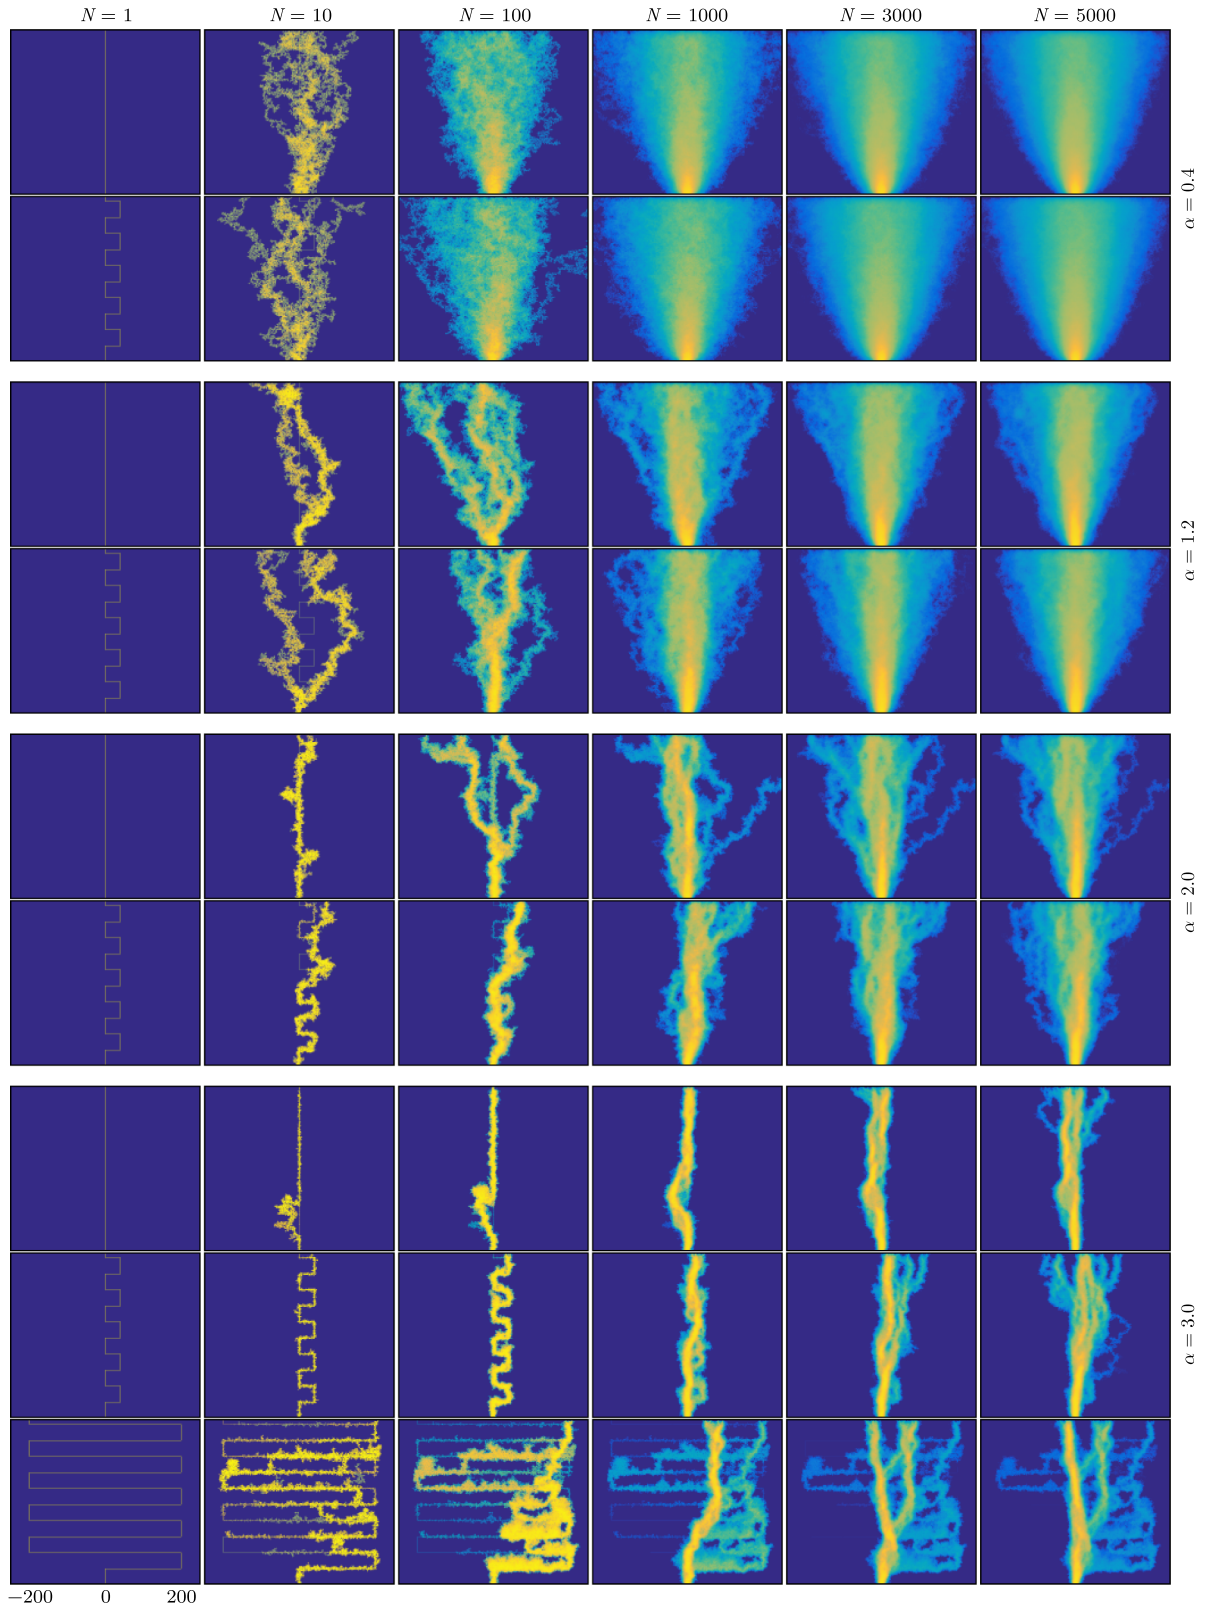 N = 1 N = 10 N = 100 N = 1000 N = 3000 N = 5000
α = 0.4
α = 1.2
α = 2.0
α = 3.0
−200 0 200